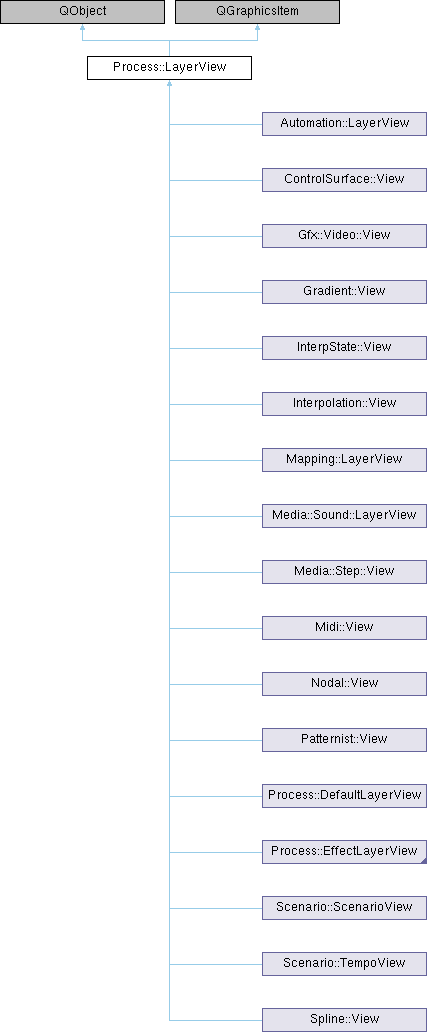 QObject
QGraphicsItem
Process::LayerView
Automation::LayerView
ControlSurface::View
Gfx::Video::View
Gradient::View
InterpState::View
Interpolation::View
Mapping::LayerView
Media::Sound::LayerView
Media::Step::View
Midi::View
Nodal::View
Patternist::View
Process::DefaultLayerView
Process::EffectLayerView
Scenario::ScenarioView
Scenario::TempoView
Spline::View